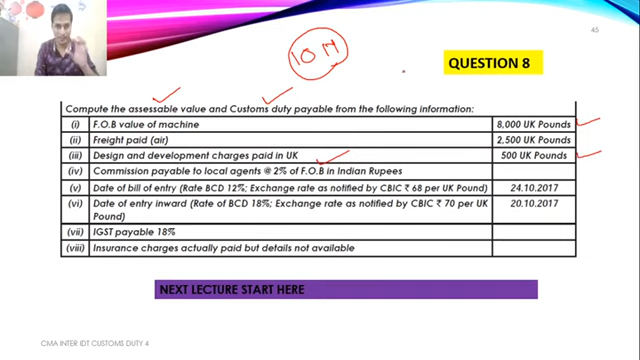 45
10 M
QUESTION 8
Compute the assessable value and Customs duty payable from the following information:
(i) F.O.B value of machine 8,000 UK Pounds
(ii) Freight paid (air) 2,500 UK Pounds
(iii) Design and development charges paid in UK 500 UK Pounds
(iv) Commission payable to local agents @ 2% of F.O.B in Indian Rupees
(v) Date of bill of entry (Rate BCD 12%; Exchange rate as notified by CBIC ₹ 68 per UK Pound) 24.10.2017
(vi) Date of entry inward (Rate of BCD 18%; Exchange rate as notified by CBIC ₹ 70 per UK 20.10.2017
Pound)
(vii) IGST payable 18%
(viii) Insurance charges actually paid but details not available
NEXT LECTURE START HERE
CMA INTER IDT CUSTOMS DUTY 4